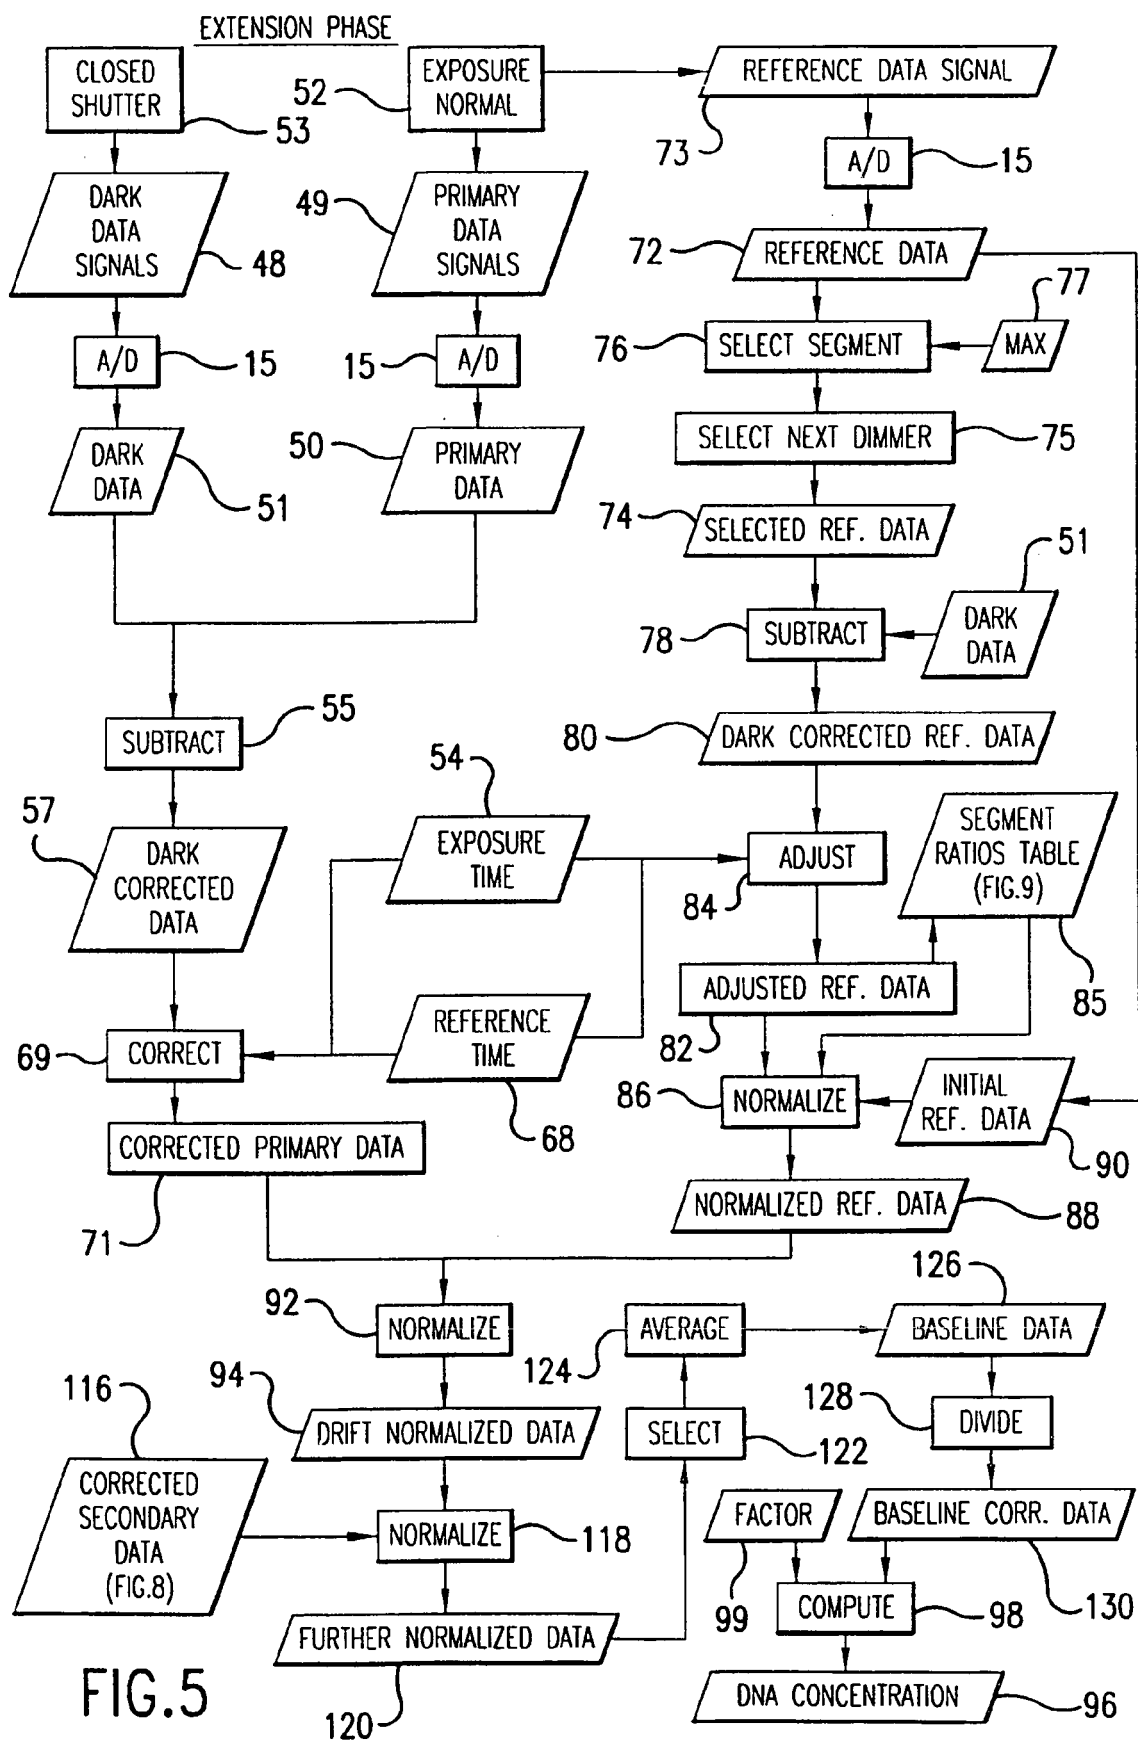 EXTENSION PHASE
CLOSED
SHUTTER
53
DARK
DATA
SIGNALS
48
A/D
15
DARK
DATA
51
52
EXPOSURE
NORMAL
49
PRIMARY
DATA
SIGNALS
15
A/D
50
PRIMARY
DATA
REFERENCE DATA SIGNAL
73
A/D
15
72
REFERENCE DATA
77
76
SELECT SEGMENT
MAX
SELECT NEXT DIMMER
75
74
SELECTED REF. DATA
51
78
SUBTRACT
DARK
DATA
80
DARK CORRECTED REF. DATA
55
SUBTRACT
57
DARK
CORRECTED
DATA
54
EXPOSURE
TIME
ADJUST
84
SEGMENT
RATIOS TABLE
(FIG.9)
85
ADJUSTED REF. DATA
82
69
CORRECT
REFERENCE
TIME
68
86
NORMALIZE
INITIAL
REF. DATA
90
CORRECTED PRIMARY DATA
71
NORMALIZED REF. DATA
88
92
NORMALIZE
94
DRIFT NORMALIZED DATA
116
CORRECTED
SECONDARY
DATA
(FIG.8)
NORMALIZE
118
FURTHER NORMALIZED DATA
120
AVERAGE
124
SELECT
122
126
BASELINE DATA
128
DIVIDE
FACTOR
99
BASELINE CORR. DATA
130
COMPUTE
98
DNA CONCENTRATION
96
FIG.5